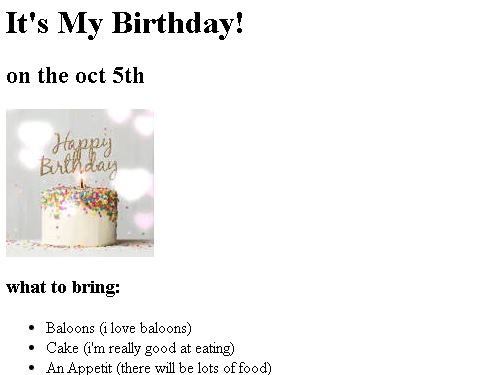 It's My Birthday!
on the oct 5th
Happy
Birthday
what to bring:
Baloons (i love baloons)
Cake (i'm really good at eating)
An Appetit (there will be lots of food)